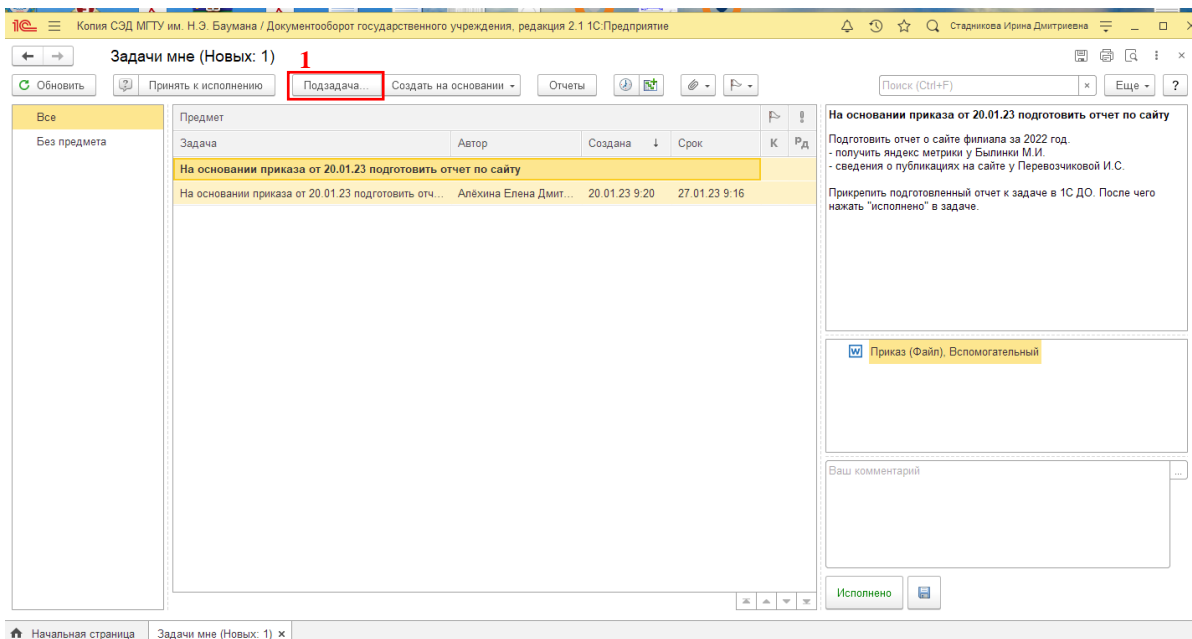 1С Копия СЭД МГТУ им. Н.Э. Баумана / Документооборот государственного учреждения, редакция 2.1 1С:Предприятие Стадникова Ирина Дмитриевна
Задачи мне (Новых: 1)
1
Обновить Принять к исполнению Подзадача... Создать на основании Отчеты Поиск (Ctrl+F) × Еще ?
Все
Без предмета
Предмет
Задача Автор Создана ↓ Срок К Рд
На основании приказа от 20.01.23 подготовить отчет по сайту
На основании приказа от 20.01.23 подготовить отч... Алёхина Елена Дмит... 20.01.23 9:20 27.01.23 9:16
На основании приказа от 20.01.23 подготовить отчет по сайту
Подготовить отчет о сайте филиала за 2022 год.
- получить яндекс метрики у Былинки М.И.
- сведения о публикациях на сайте у Перевозчиковой И.С.
Прикрепить подготовленный отчет к задаче в 1С ДО. После чего
нажать "исполнено" в задаче.
Приказ (Файл), Вспомогательный
Ваш комментарий ...
Исполнено
Начальная страница Задачи мне (Новых: 1) ×